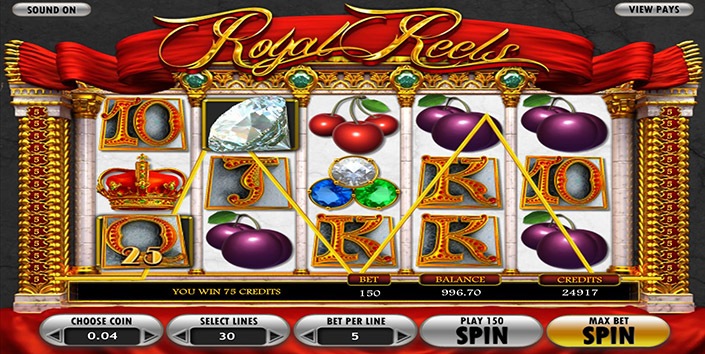 SOUND ON
VIEW PAYS
Royal Reels
10
J
K
10
Q
25
K
K
YOU WIN 75 CREDITS
BET
150
BALANCE
996.70
CREDITS
24917
CHOOSE COIN
0.04
SELECT LINES
30
BET PER LINE
5
PLAY 150
SPIN
MAX BET
SPIN